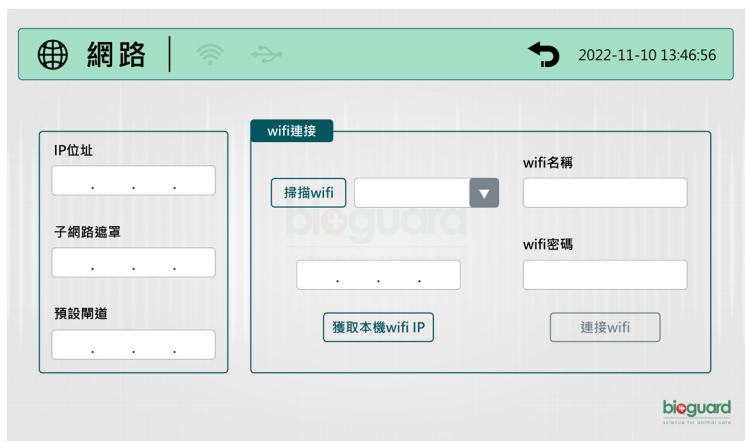 網路
2022-11-10 13:46:56
IP位址
. . .
子網路遮罩
. . .
預設閘道
. . .
wifi連接
掃描wifi
wifi名稱
wifi密碼
. . .
獲取本機wifi IP
連接wifi
bioguard
bioguard
science for animal care